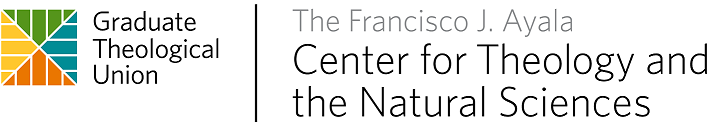 Graduate
Theological
Union
The Francisco J. Ayala
Center for Theology and
the Natural Sciences